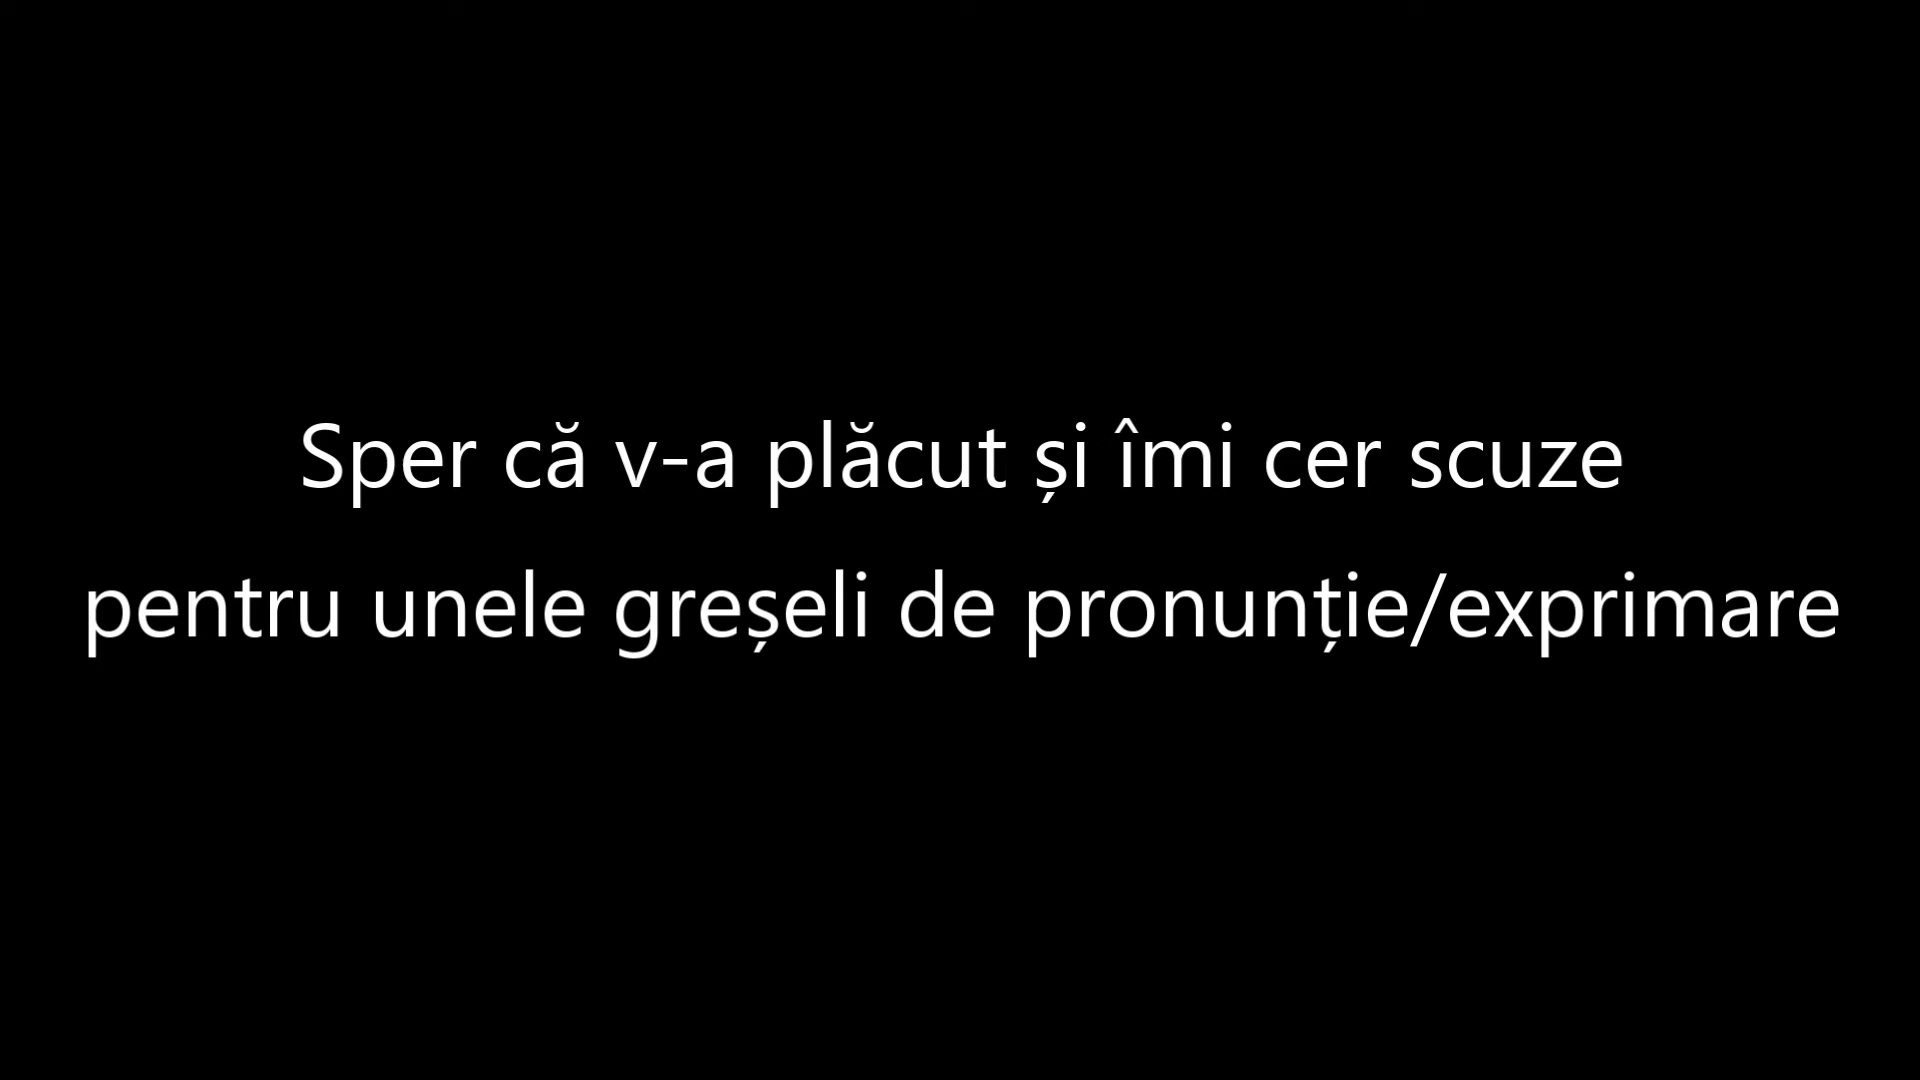 Sper că v-a plăcut și îmi cer scuze
pentru unele greșeli de pronunție/exprimare